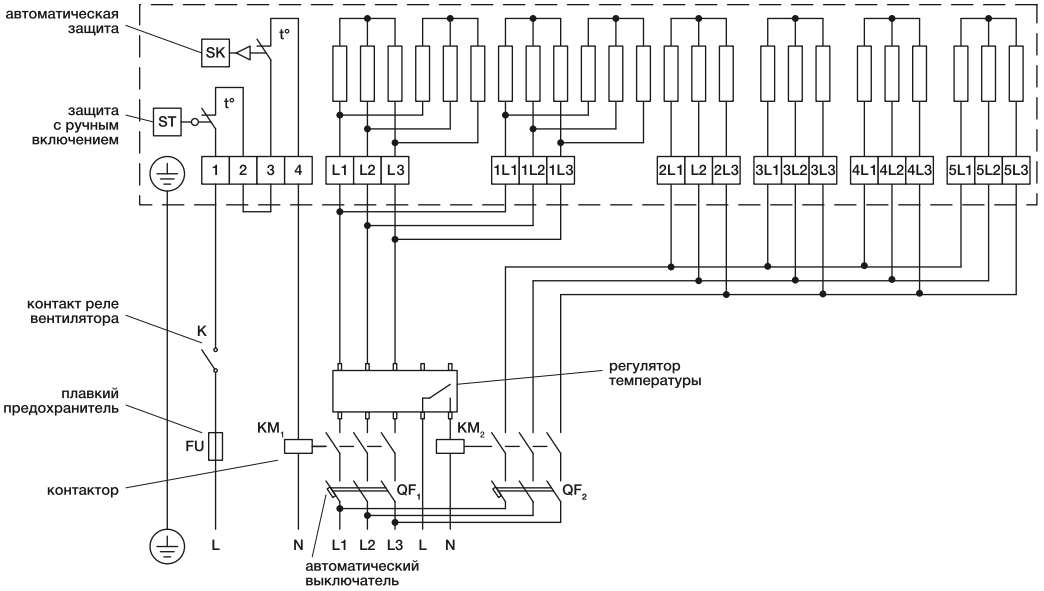 автоматическая
защита
SK
t°
защита
с ручным
включением
ST
t°
1 2 3 4
L1 L2 L3
1L1 1L2 1L3
2L1 L2 2L3
3L1 3L2 3L3
4L1 4L2 4L3
5L1 5L2 5L3
контакт реле
вентилятора
K
регулятор
температуры
плавкий
предохранитель
FU
KM₁
KM₂
контактор
QF₁
QF₂
L N L1 L2 L3 L N
автоматический
выключатель